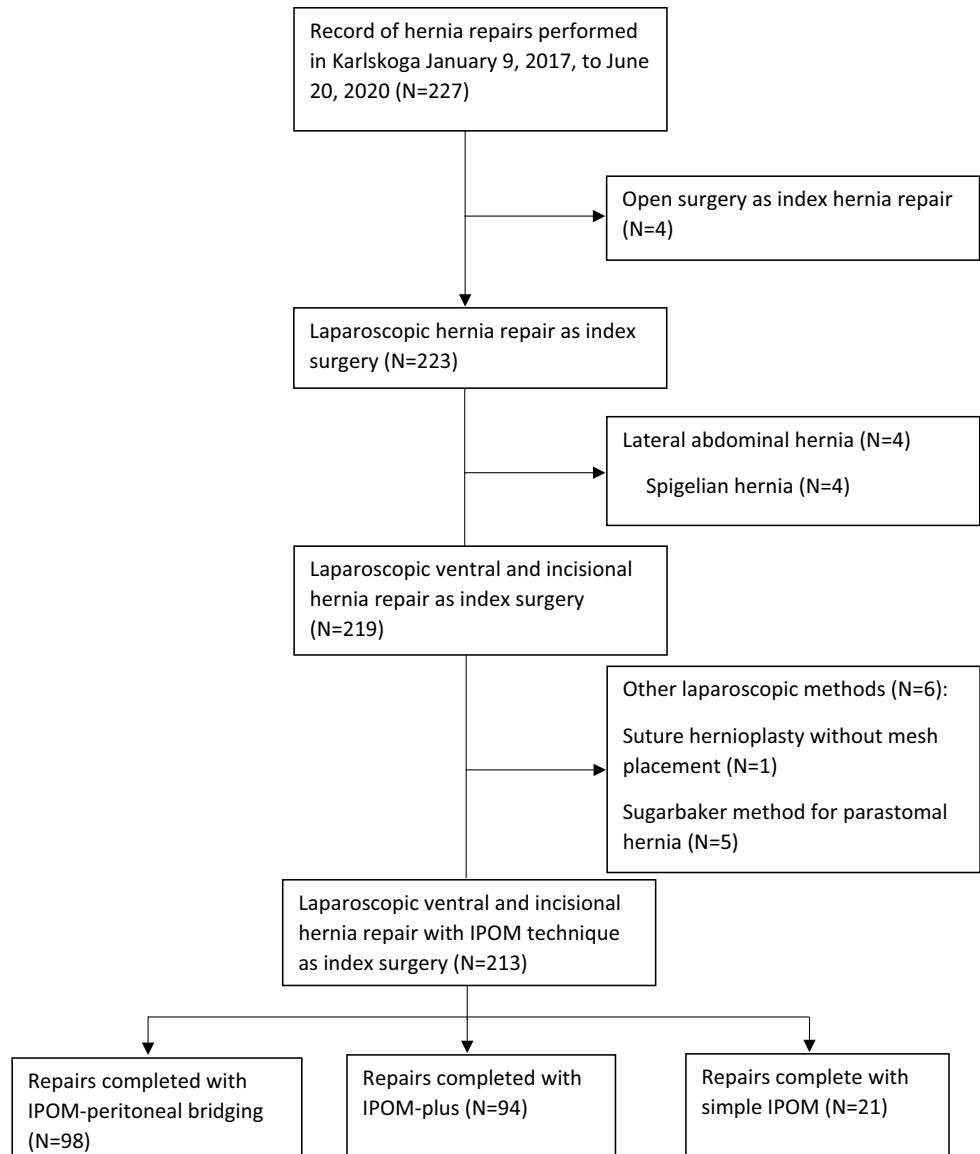 Record of hernia repairs performed
in Karlskoga January 9, 2017, to June
20, 2020 (N=227)
Open surgery as index hernia repair
(N=4)
Laparoscopic hernia repair as index
surgery (N=223)
Lateral abdominal hernia (N=4)
Spigelian hernia (N=4)
Laparoscopic ventral and incisional
hernia repair as index surgery
(N=219)
Other laparoscopic methods (N=6):
Suture hernioplasty without mesh
placement (N=1)
Sugarbaker method for parastomal
hernia (N=5)
Laparoscopic ventral and incisional
hernia repair with IPOM technique
as index surgery (N=213)
Repairs completed with
IPOM-peritoneal bridging
(N=98)
Repairs completed with
IPOM-plus (N=94)
Repairs complete with
simple IPOM (N=21)